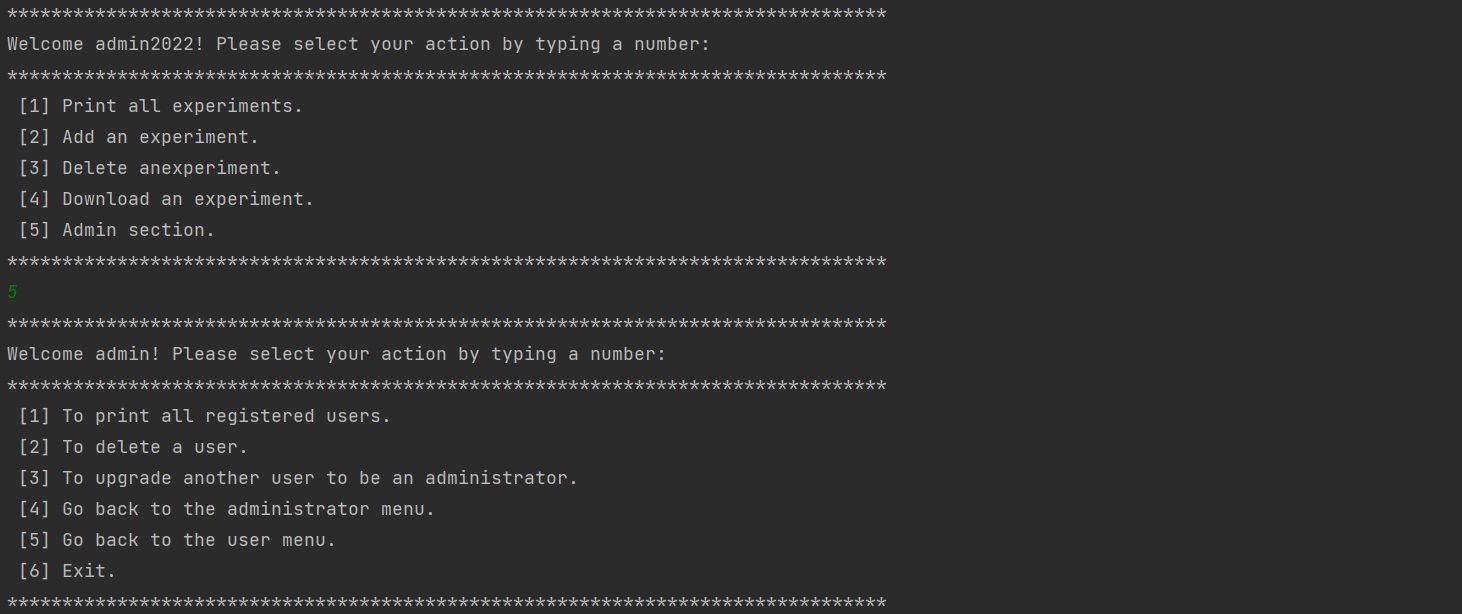 ********************************************************************************
Welcome admin2022! Please select your action by typing a number:
********************************************************************************
[1] Print all experiments.
[2] Add an experiment.
[3] Delete anexperiment.
[4] Download an experiment.
[5] Admin section.
********************************************************************************
5
********************************************************************************
Welcome admin! Please select your action by typing a number:
********************************************************************************
[1] To print all registered users.
[2] To delete a user.
[3] To upgrade another user to be an administrator.
[4] Go back to the administrator menu.
[5] Go back to the user menu.
[6] Exit.
********************************************************************************